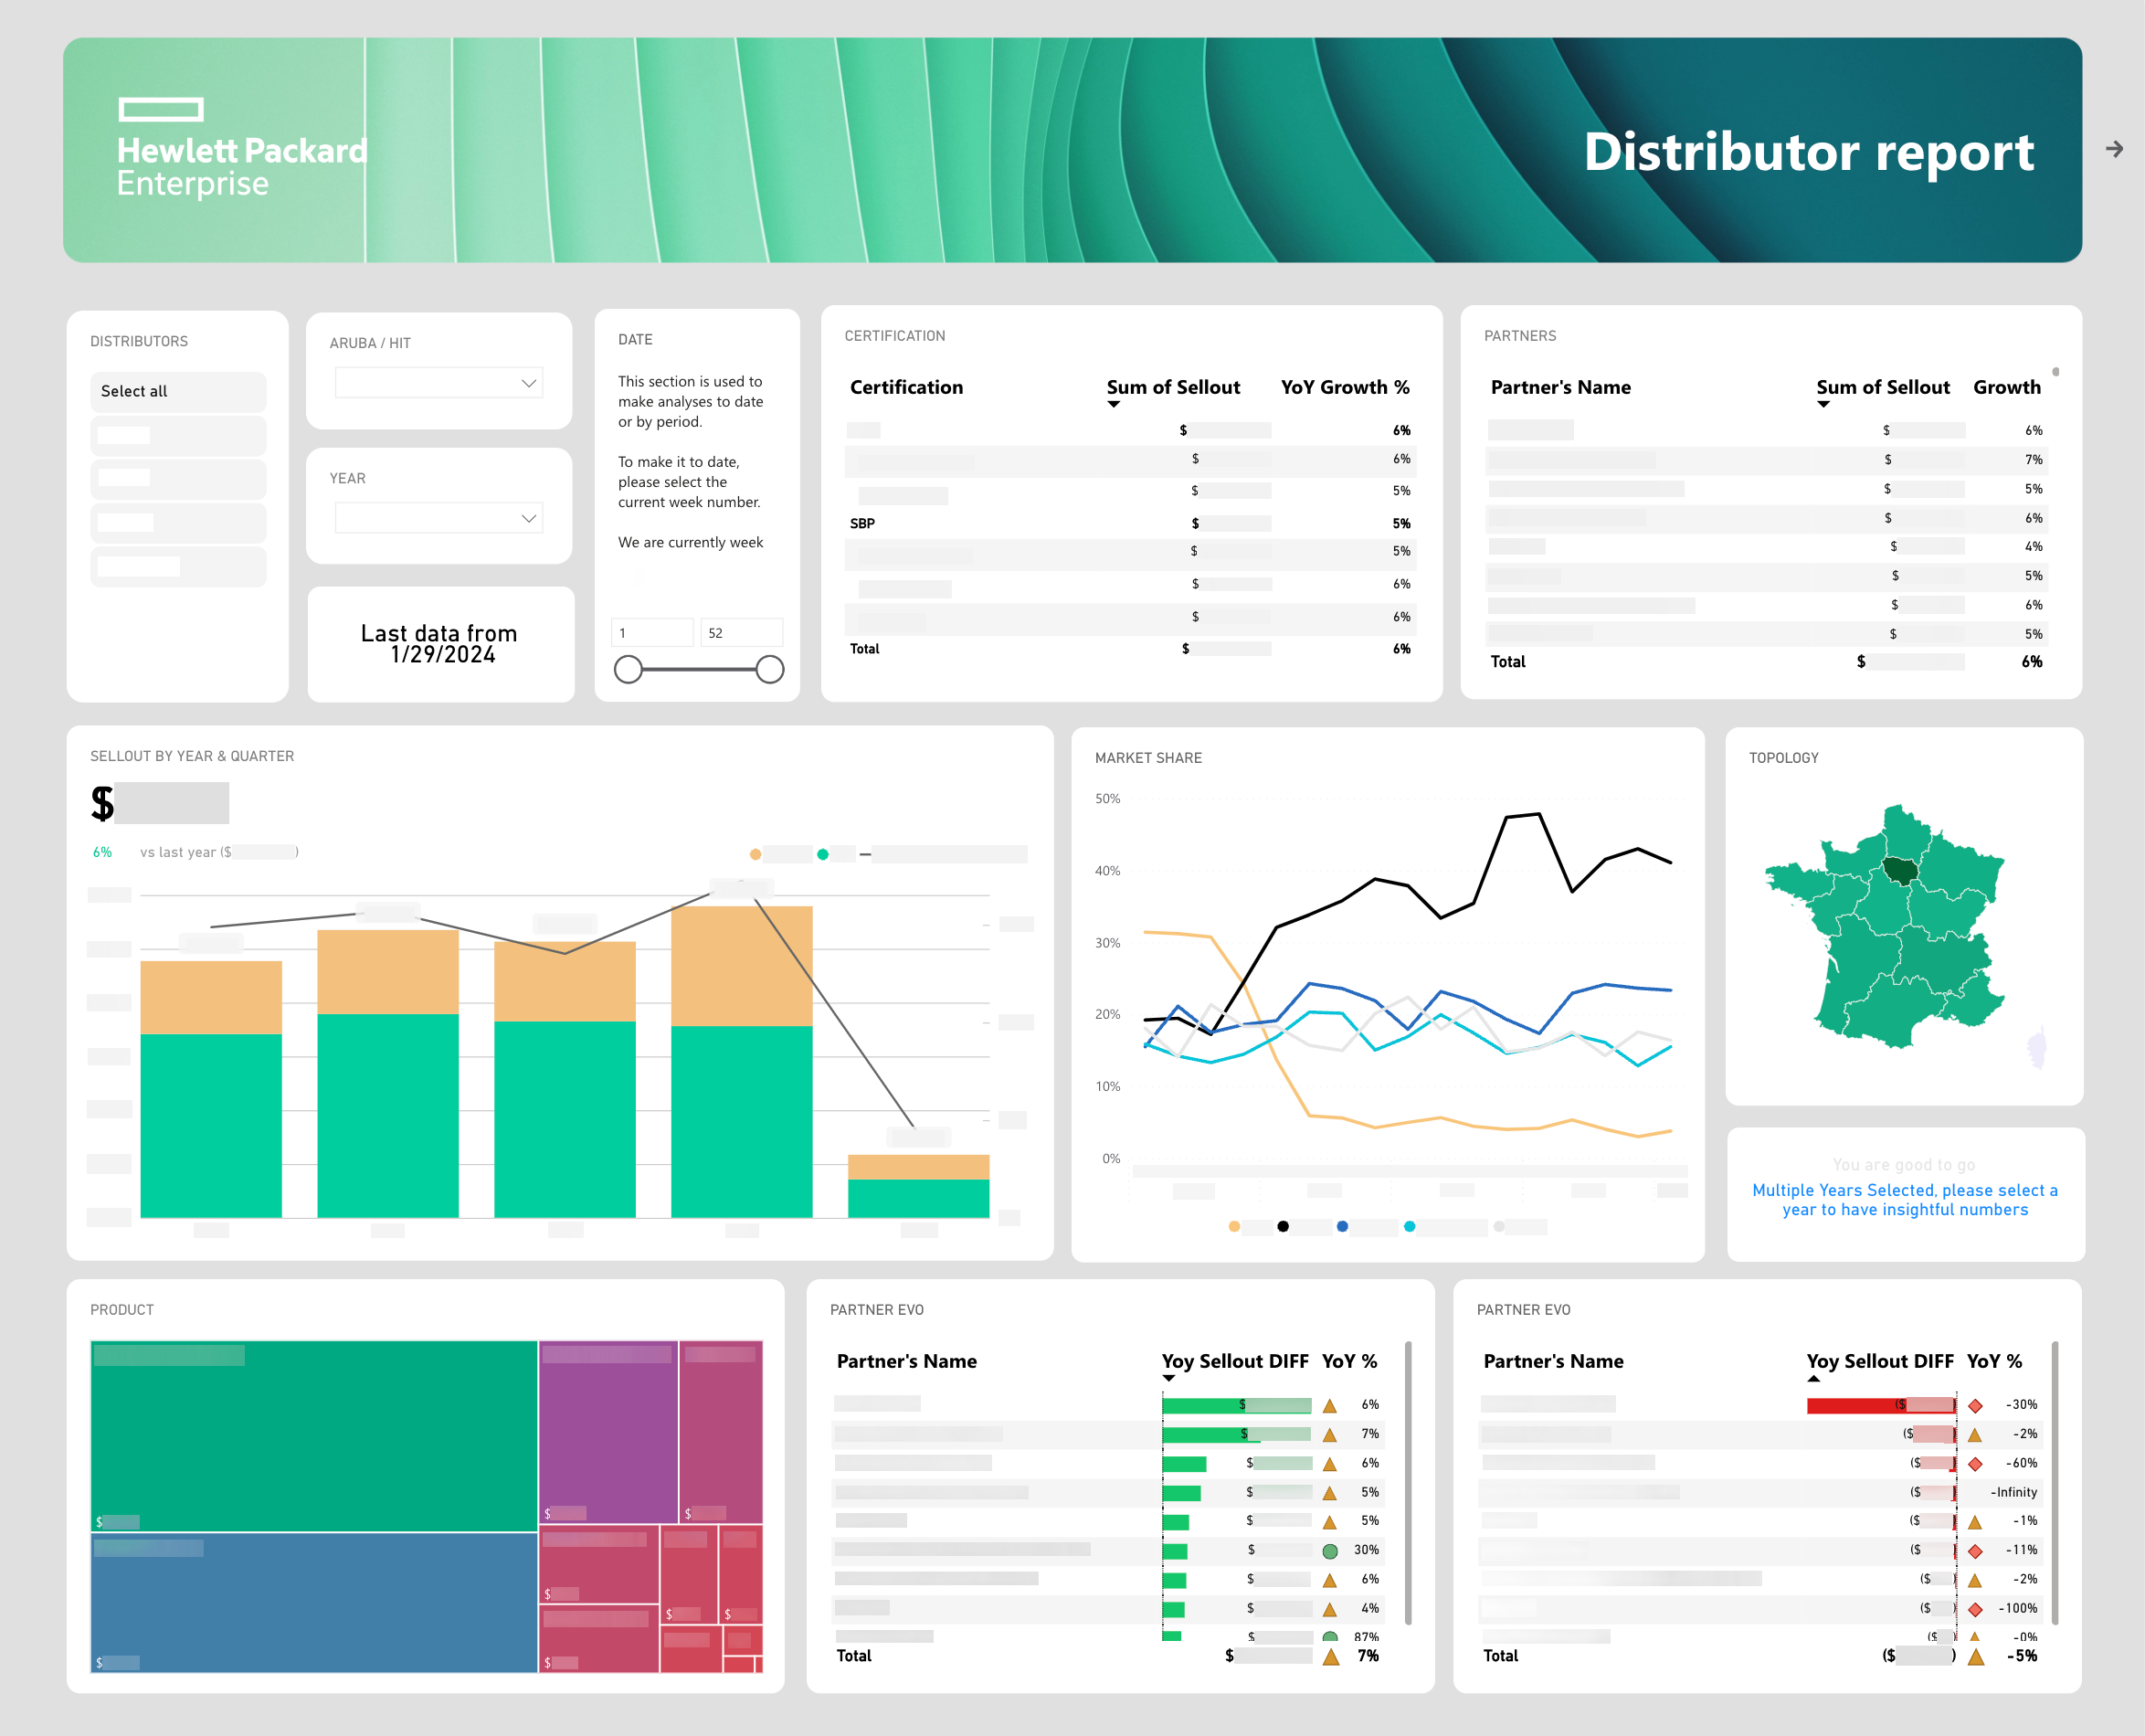 Hewlett Packard
Enterprise
Distributor report
DISTRIBUTORS
Select all
ARUBA / HIT
YEAR
Last data from
1/29/2024
DATE
This section is used to
make analyses to date
or by period.
To make it to date,
please select the
current week number.
We are currently week
1 52
CERTIFICATION
Certification Sum of Sellout YoY Growth %
$ 6%
$ 6%
$ 5%
SBP $ 5%
$ 5%
$ 6%
$ 6%
Total $ 6%
PARTNERS
Partner's Name Sum of Sellout Growth
$ 6%
$ 7%
$ 5%
$ 6%
$ 4%
$ 5%
$ 6%
$ 5%
Total $ 6%
SELLOUT BY YEAR & QUARTER
$
6% vs last year ($ )
MARKET SHARE
50%
40%
30%
20%
10%
0%
TOPOLOGY
You are good to go
Multiple Years Selected, please select a
year to have insightful numbers
PRODUCT
$
$
$
$
$
$
$
$
PARTNER EVO
Partner's Name Yoy Sellout DIFF YoY %
$ 6%
$ 7%
$ 6%
$ 5%
$ 5%
$ 30%
$ 6%
$ 4%
$ 87%
Total $ 7%
PARTNER EVO
Partner's Name Yoy Sellout DIFF YoY %
($ ) -30%
($ -2%
($ -60%
($ -Infinity
($ -1%
($ -11%
($ ) -2%
($ ) -100%
($ ) -0%
Total ($ ) -5%